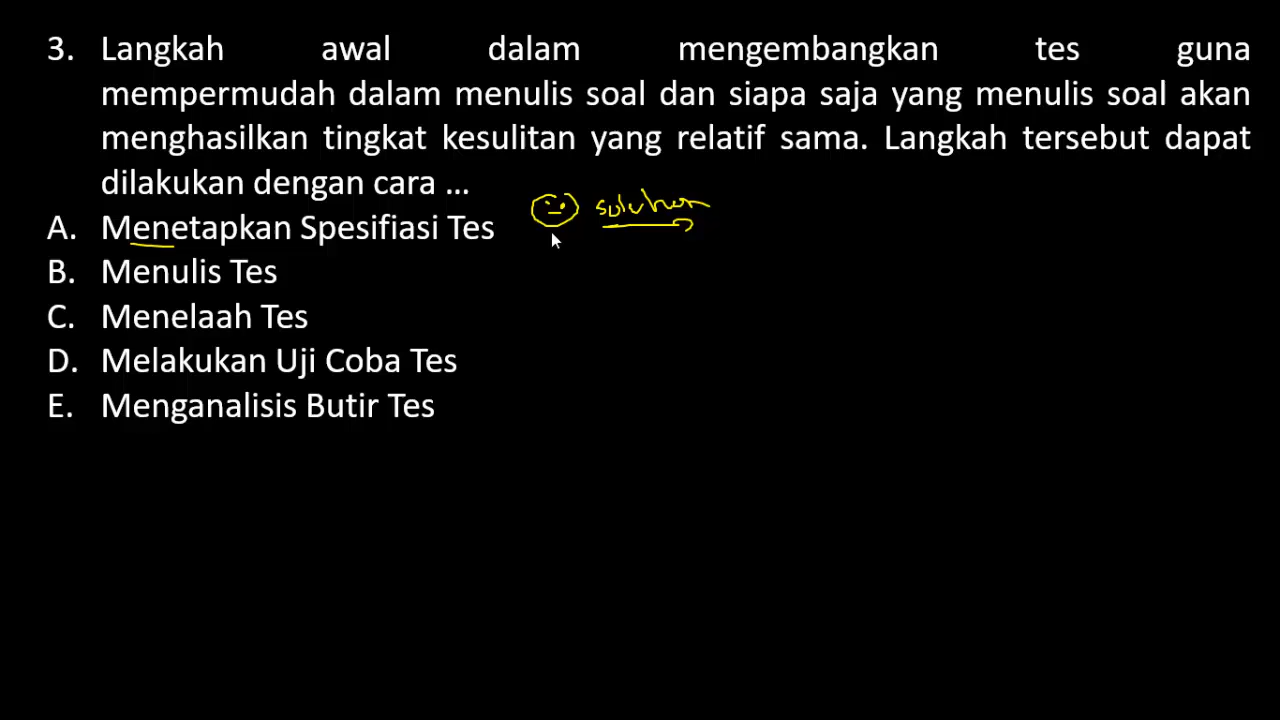 3. Langkah awal dalam mengembangkan tes guna
mempermudah dalam menulis soal dan siapa saja yang menulis soal akan
menghasilkan tingkat kesulitan yang relatif sama. Langkah tersebut dapat
dilakukan dengan cara ...
A. Menetapkan Spesifiasi Tes
B. Menulis Tes
C. Menelaah Tes
D. Melakukan Uji Coba Tes
E. Menganalisis Butir Tes